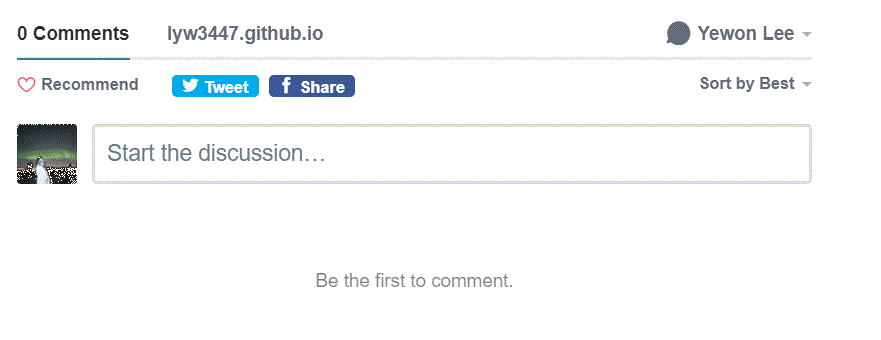 0 Comments lyw3447.github.io Yewon Lee
Recommend Tweet Share Sort by Best
Start the discussion…
Be the first to comment.